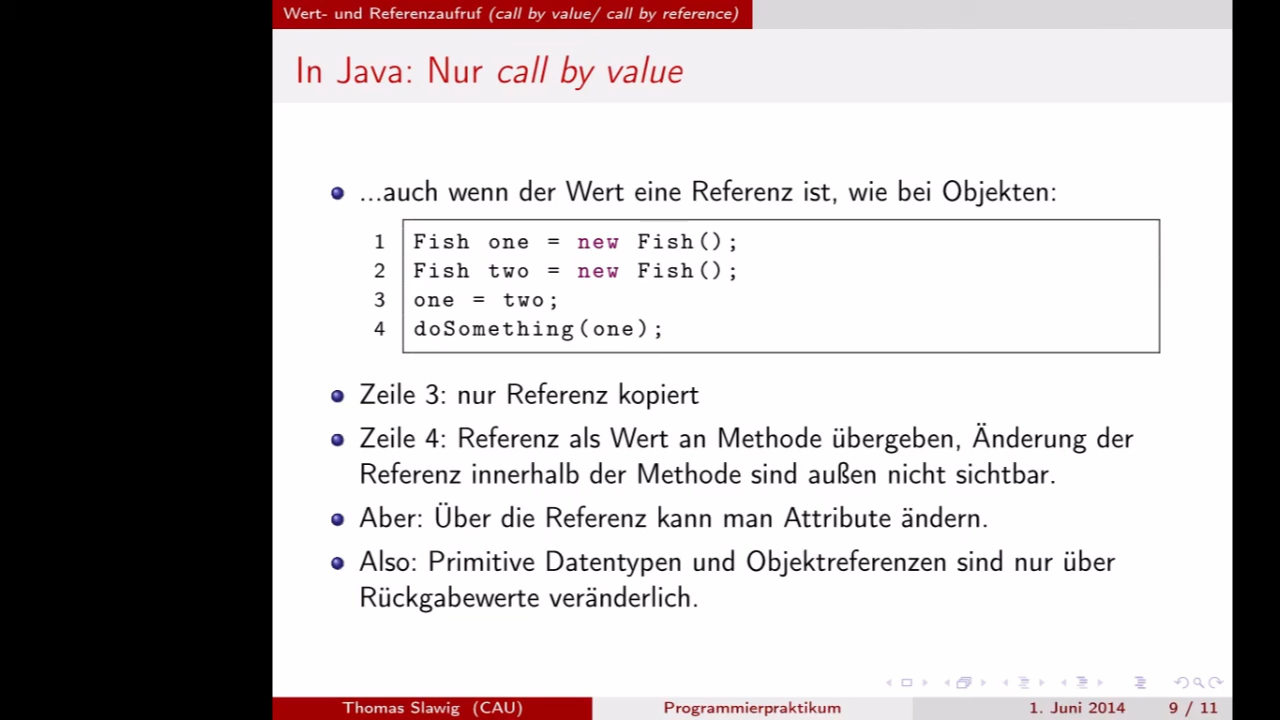 Wert- und Referenzaufruf (call by value/ call by reference)
In Java: Nur call by value
...auch wenn der Wert eine Referenz ist, wie bei Objekten:
1 Fish one = new Fish();
2 Fish two = new Fish();
3 one = two;
4 doSomething(one);
Zeile 3: nur Referenz kopiert
Zeile 4: Referenz als Wert an Methode übergeben, Änderung der
Referenz innerhalb der Methode sind außen nicht sichtbar.
Aber: Über die Referenz kann man Attribute ändern.
Also: Primitive Datentypen und Objektreferenzen sind nur über
Rückgabewerte veränderlich.
Thomas Slawig (CAU) Programmierpraktikum 1. Juni 2014 9 / 11